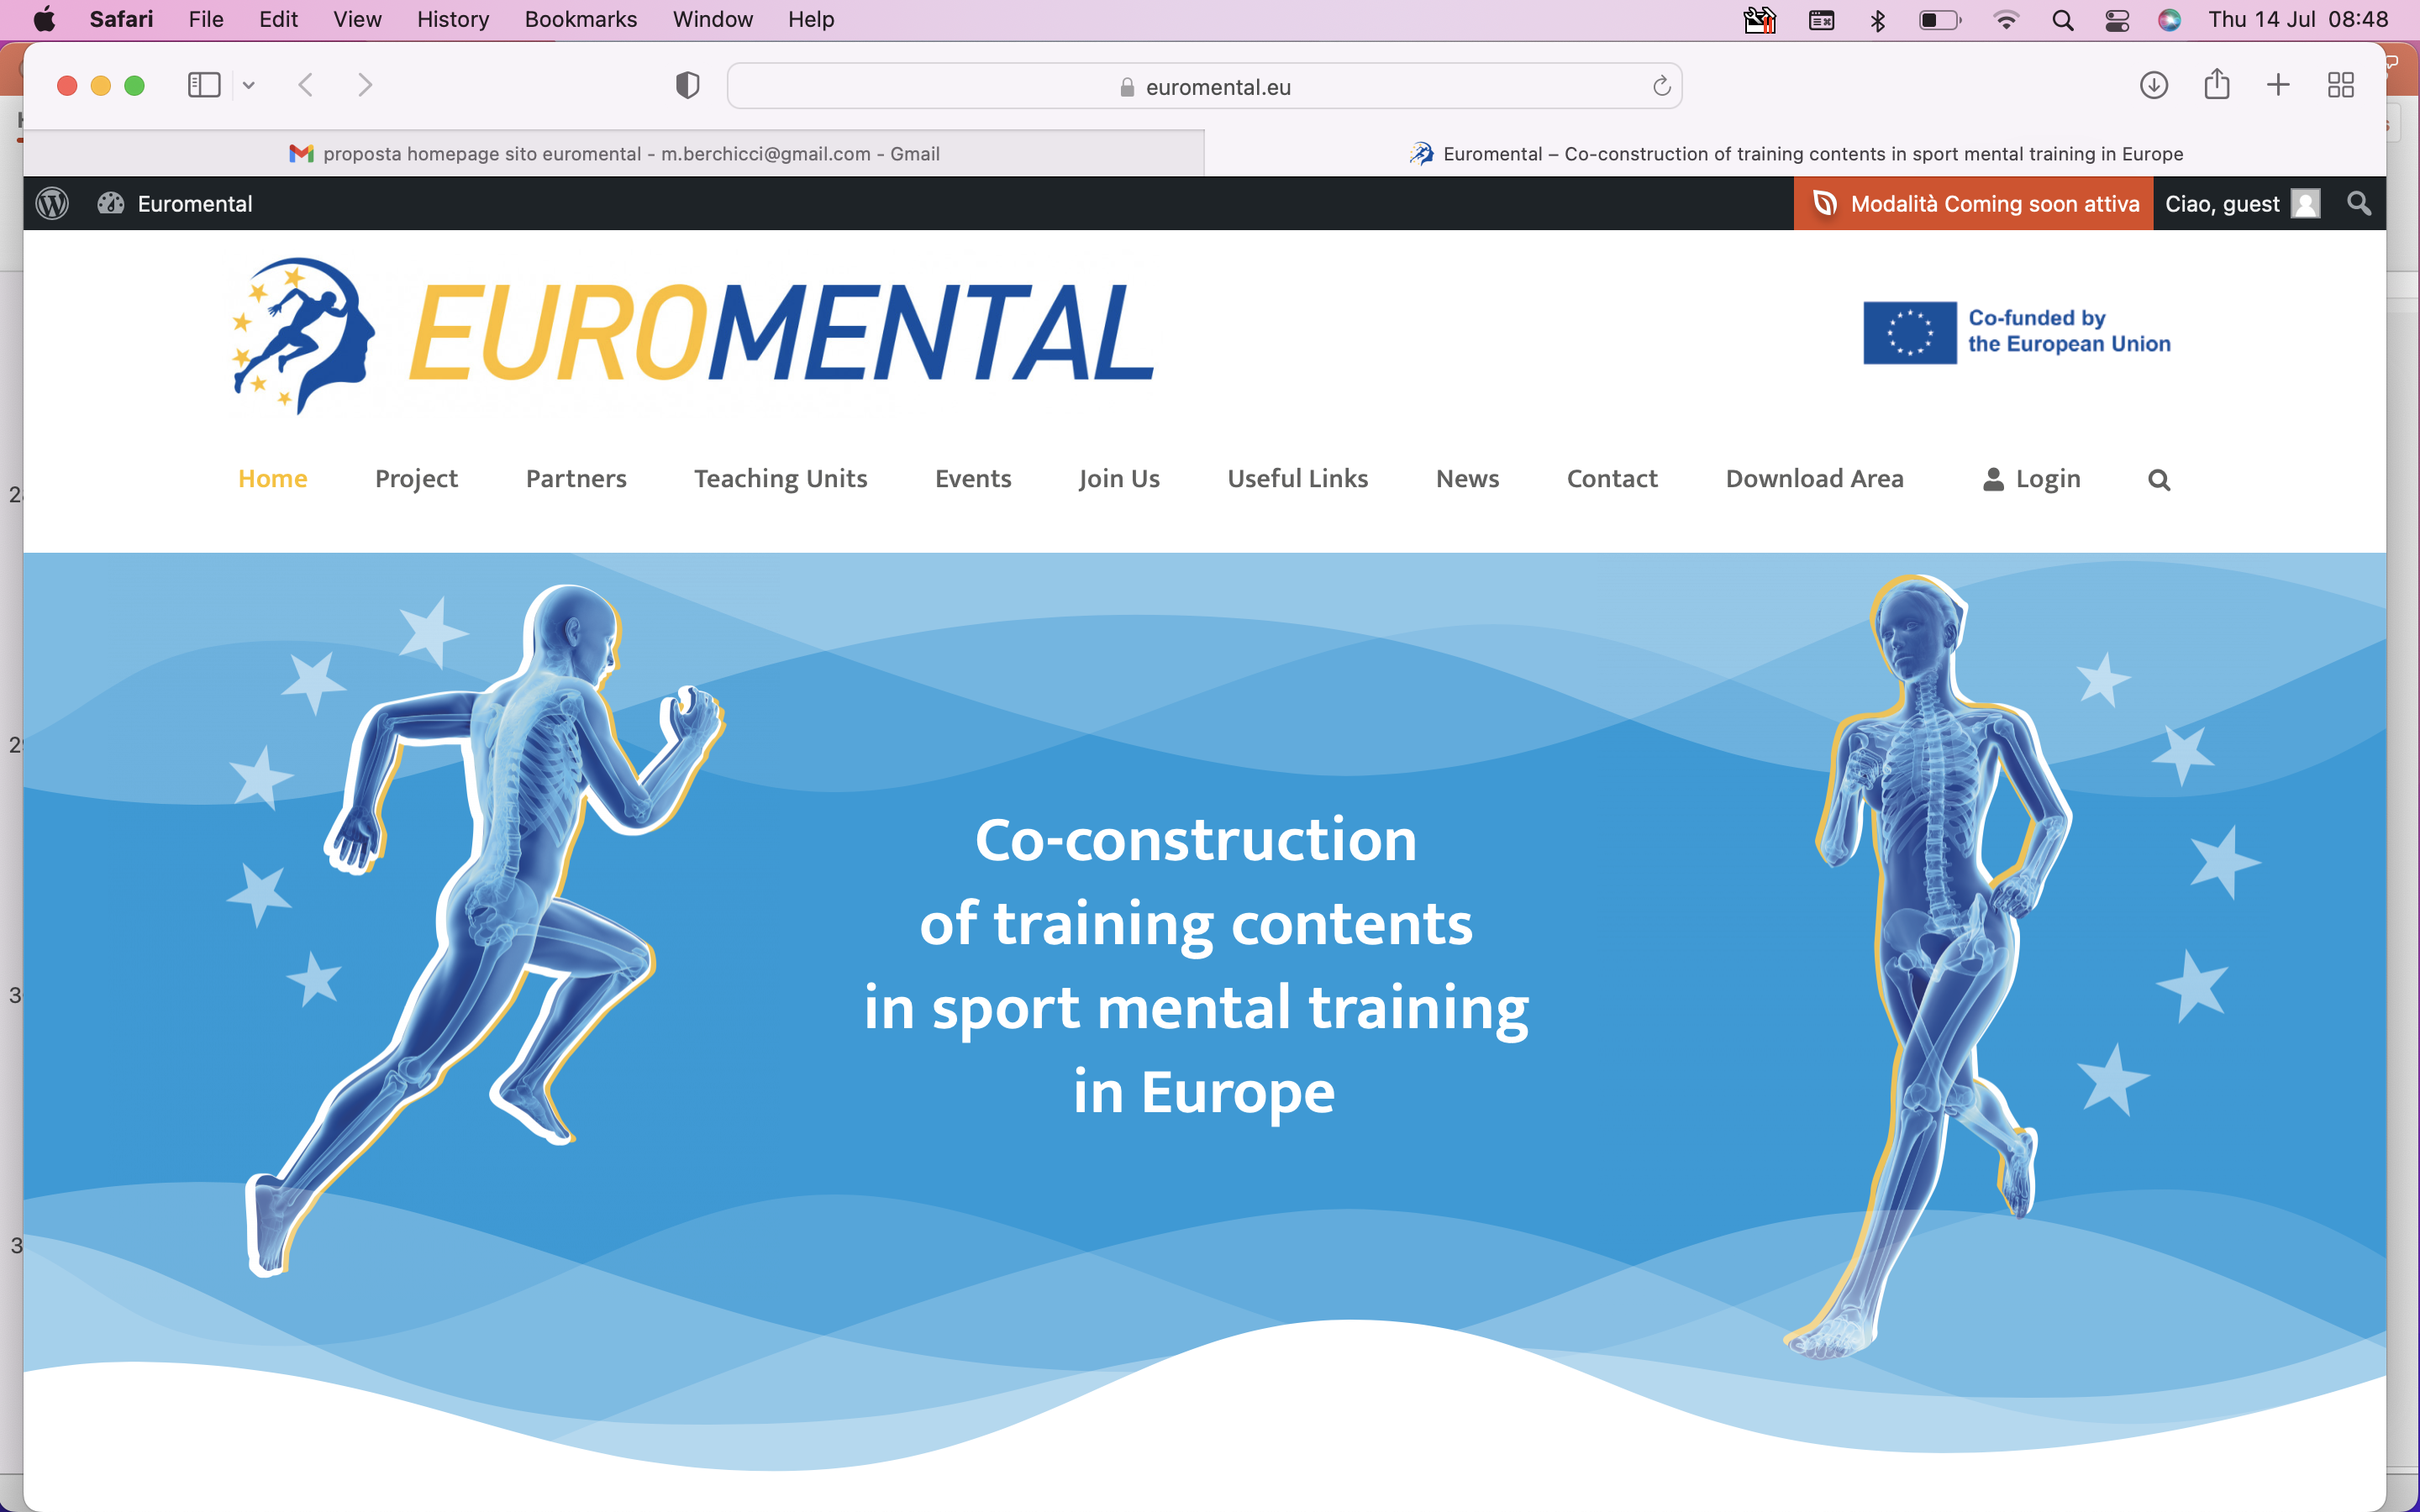 Safari File Edit View History Bookmarks Window Help Thu 14 Jul 08:48
euromental.eu
proposta homepage sito euromental - m.berchicci@gmail.com - Gmail
Euromental – Co-construction of training contents in sport mental training in Europe
Euromental Modalità Coming soon attiva Ciao, guest
EUROMENTAL
Co-funded by
the European Union
Home Project Partners Teaching Units Events Join Us Useful Links News Contact Download Area Login
Co-construction
of training contents
in sport mental training
in Europe